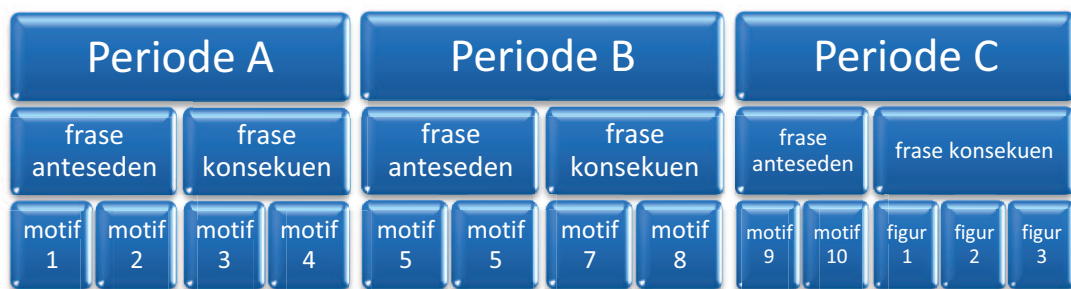 Periode A
Periode B
Periode C
frase
anteseden
frase
konsekuen
frase
anteseden
frase
konsekuen
frase
anteseden
frase konsekuen
motif
1
motif
2
motif
3
motif
4
motif
5
motif
5
motif
7
motif
8
motif
9
motif
10
figur
1
figur
2
figur
3